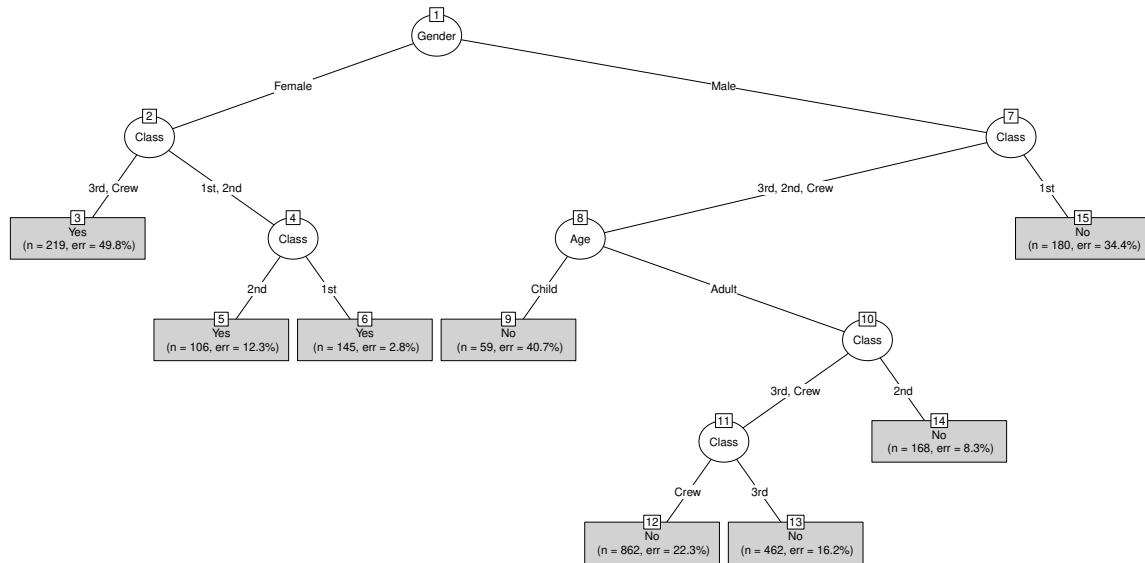 1
Gender
Female
Male
2
Class
7
Class
3rd, Crew
1st, 2nd
3rd, 2nd, Crew
1st
3
Yes
(n = 219, err = 49.8%)
4
Class
8
Age
15
No
(n = 180, err = 34.4%)
2nd
1st
Child
Adult
5
Yes
(n = 106, err = 12.3%)
6
Yes
(n = 145, err = 2.8%)
9
No
(n = 59, err = 40.7%)
10
Class
3rd, Crew
2nd
11
Class
14
No
(n = 168, err = 8.3%)
Crew
3rd
12
No
(n = 862, err = 22.3%)
13
No
(n = 462, err = 16.2%)